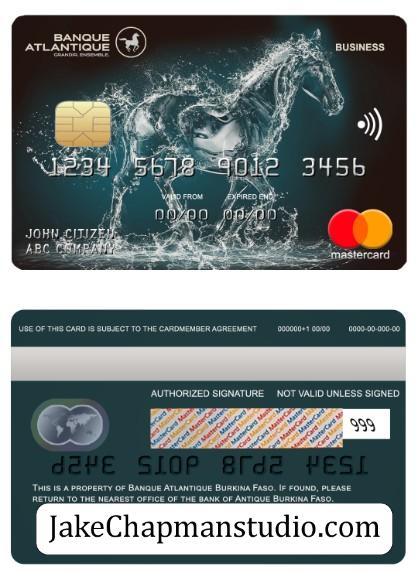 BANQUE
ATLANTIQUE
GRANDIR, ENSEMBLE.
BUSINESS
1234 5678 9012 3456
VALID FROM EXPIRED END
00/00 00/00
JOHN CITIZEN
ABC COMPANY
mastercard
USE OF THIS CARD IS SUBJECT TO THE CARDMEMBER AGREEMENT 000000+1 00/00 0000-00-000-00
AUTHORIZED SIGNATURE NOT VALID UNLESS SIGNED
MasterCard MasterCard MasterCard
999
THIS IS A PROPERTY OF BANQUE ATLANTIQUE BURKINA FASO. IF FOUND, PLEASE
RETURN TO THE NEAREST OFFICE OF THE BANK OF ANTIQUE BURKINA FASO.
JakeChapmanstudio.com